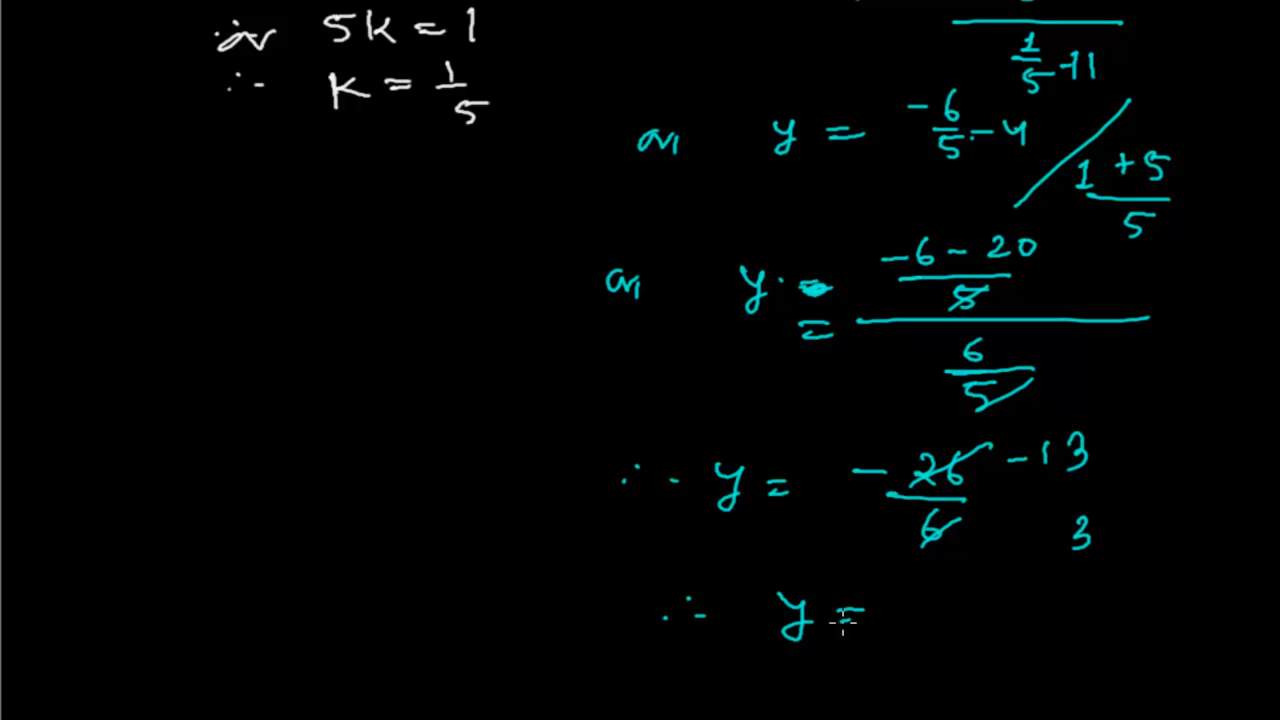 or 5k = 1
∴ k = 1/5
1/5 + 1
or, y = -6/5 - 4 / (1 + 5)/5
or, y = ((-6 - 20)/5) / (6/5)
∴ y = -26/6 -13 3
∴ y =